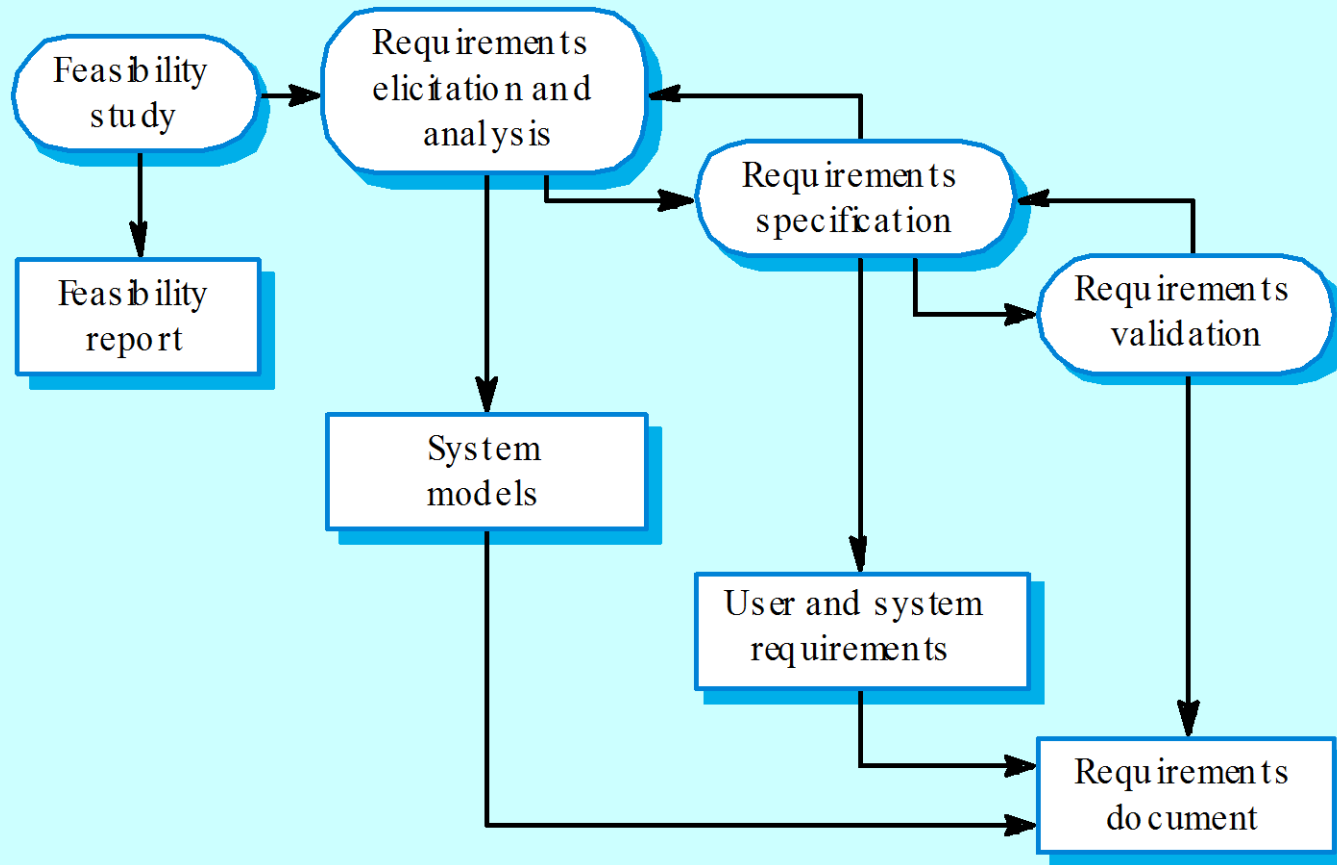 Feasibility
study
Requirements
elicitation and
analysis
Requirements
specification
Requirements
validation
Feasibility
report
System
models
User and system
requirements
Requirements
document